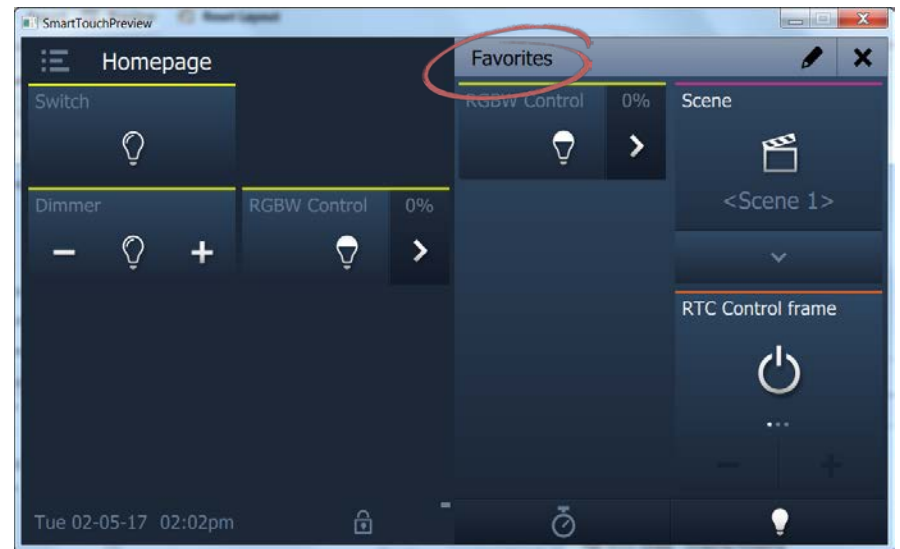 SmartTouchPreview
Homepage
Switch
Dimmer
RGBW Control 0%
Tue 02-05-17 02:02pm
Favorites
RGBW Control 0%
Scene
<Scene 1>
RTC Control frame